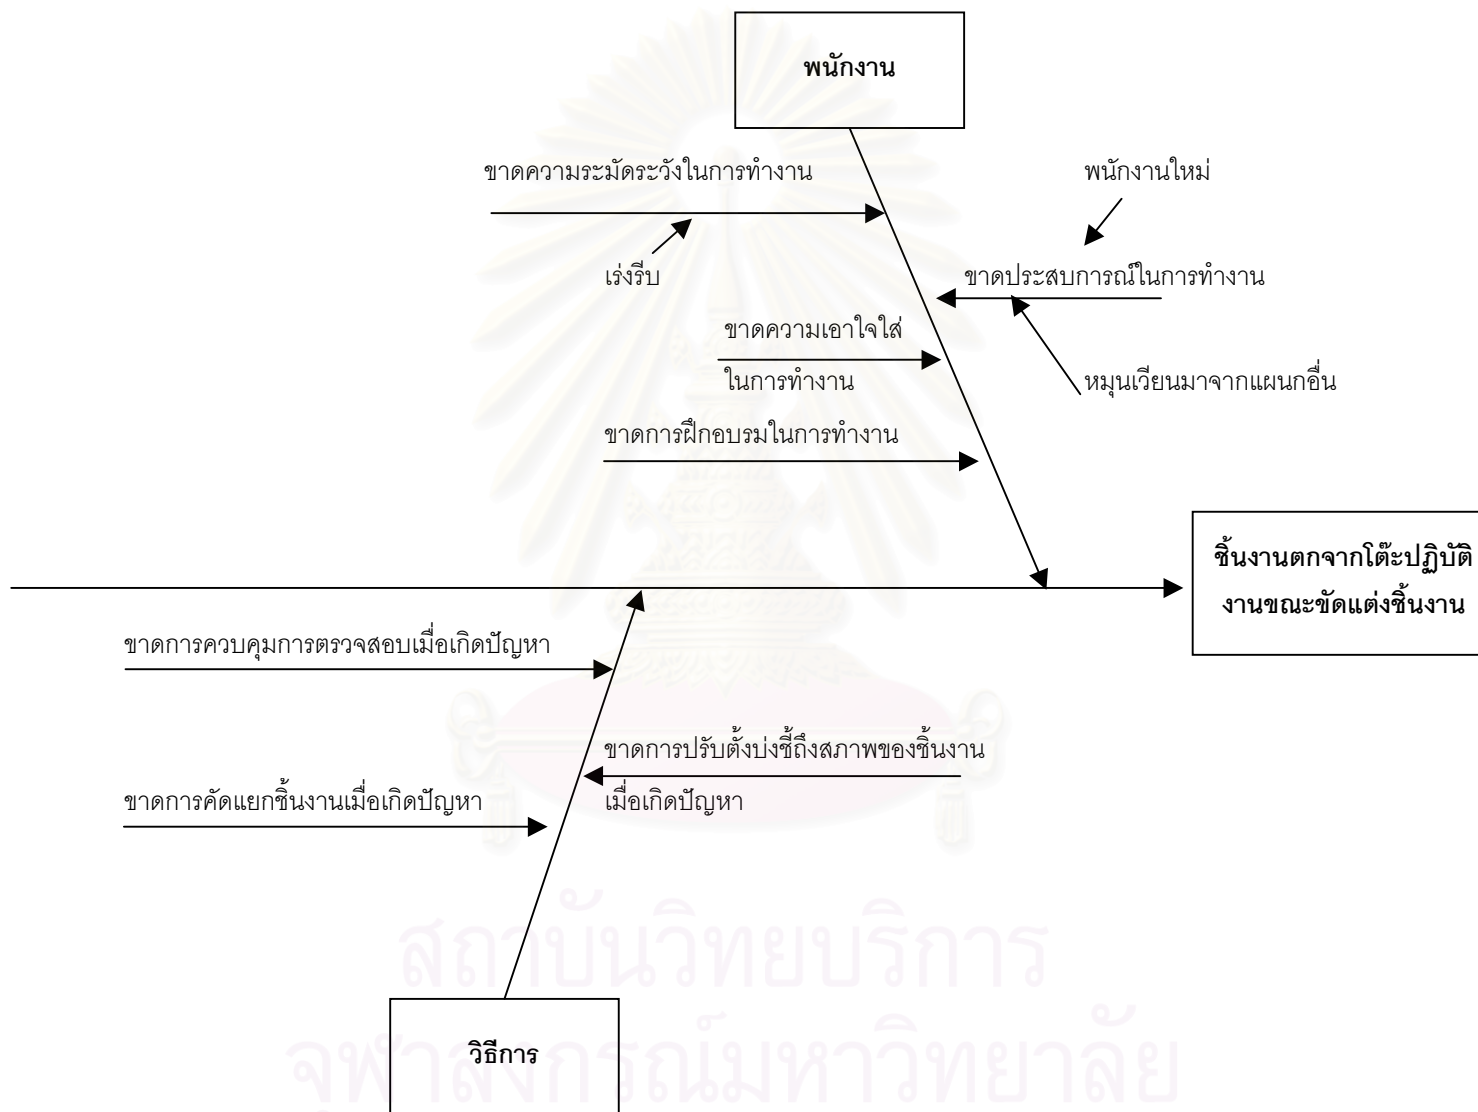 พนักงาน
ขาดความระมัดระวังในการทำงาน
พนักงานใหม่
เร่งรีบ
ขาดประสบการณ์ในการทำงาน
ขาดความเอาใจใส่
ในการทำงาน
หมุนเวียนมาจากแผนกอื่น
ขาดการฝึกอบรมในการทำงาน
ชิ้นงานตกจากโต๊ะปฏิบัติ
งานขณะขัดแต่งชิ้นงาน
ขาดการควบคุมการตรวจสอบเมื่อเกิดปัญหา
ขาดการปรับตั้งบ่งชี้ถึงสภาพของชิ้นงาน
เมื่อเกิดปัญหา
ขาดการคัดแยกชิ้นงานเมื่อเกิดปัญหา
สถาบันวิทยบริการ
จุฬาลงกรณ์มหาวิทยาลัย
วิธีการ